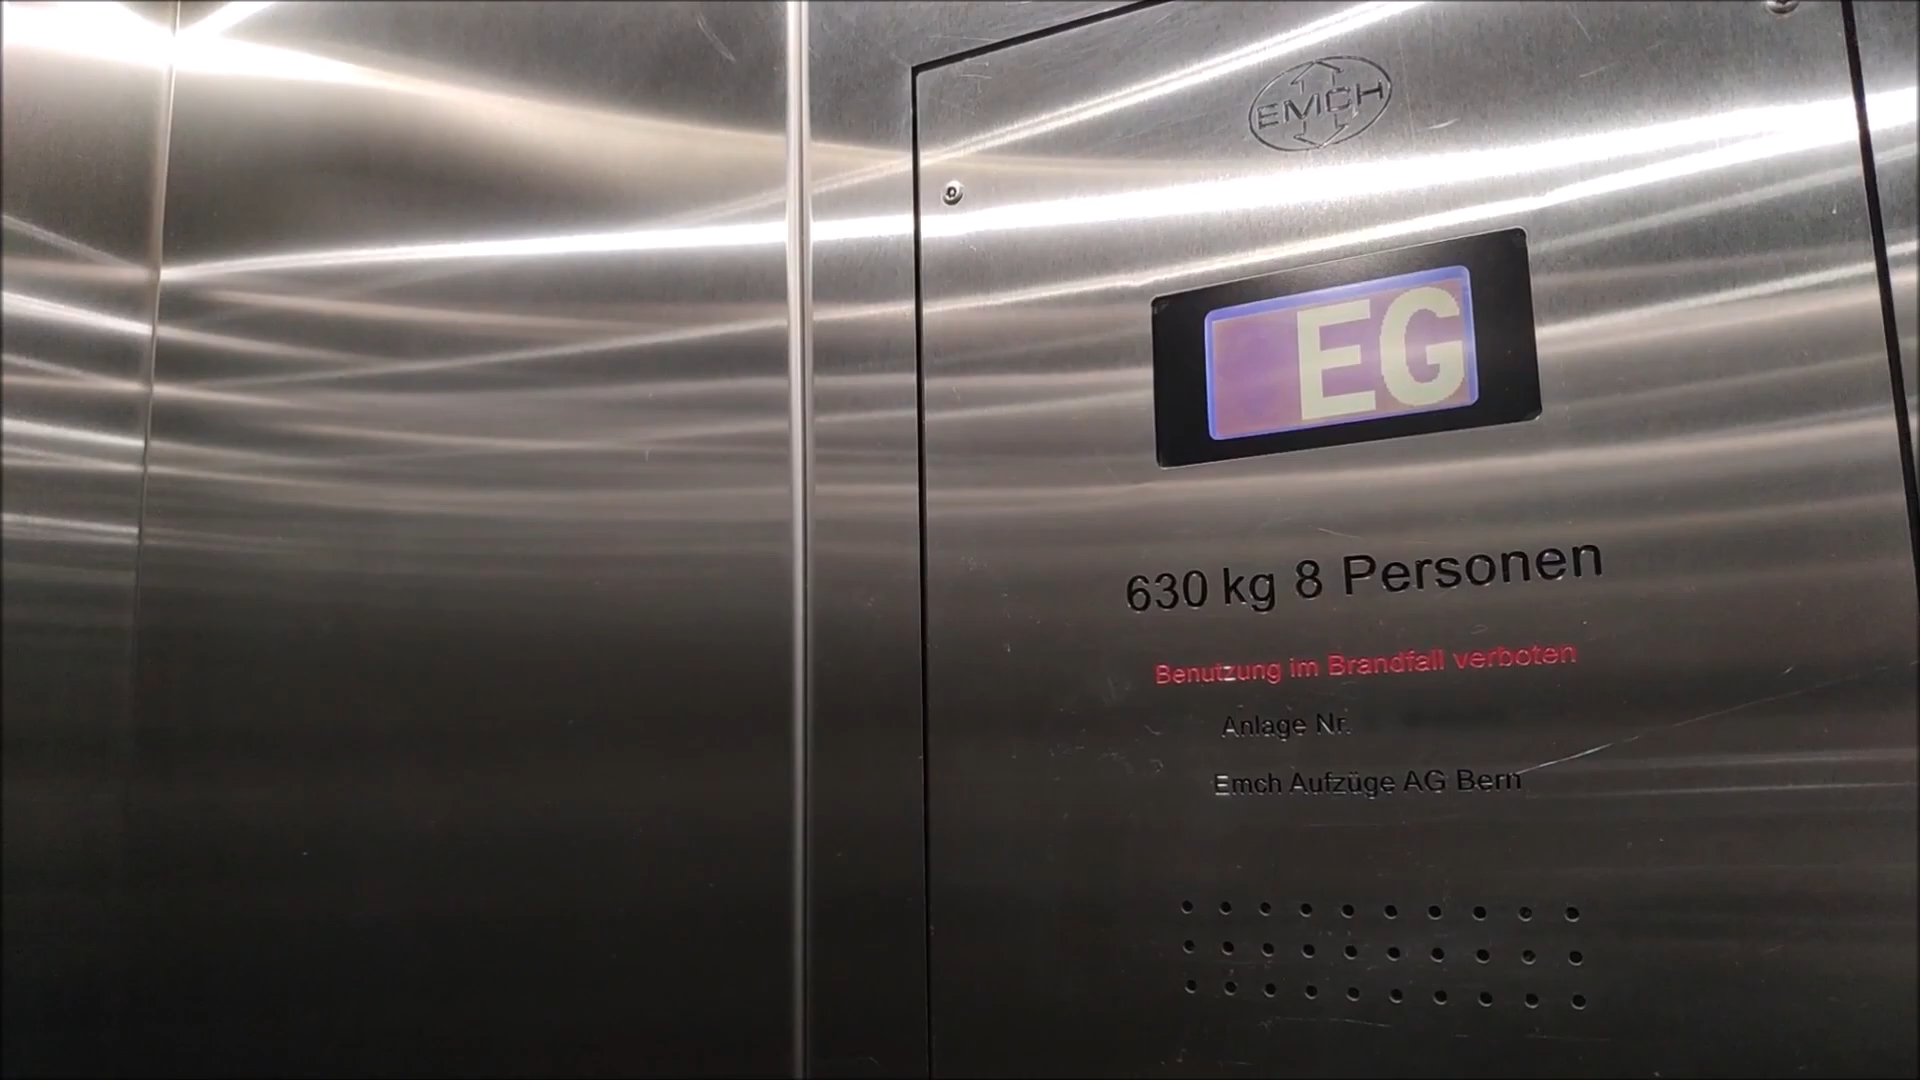 EMCH
EG
630 kg 8 Personen
Benutzung im Brandfall verboten
Anlage Nr.
Emch Aufzüge AG Bern